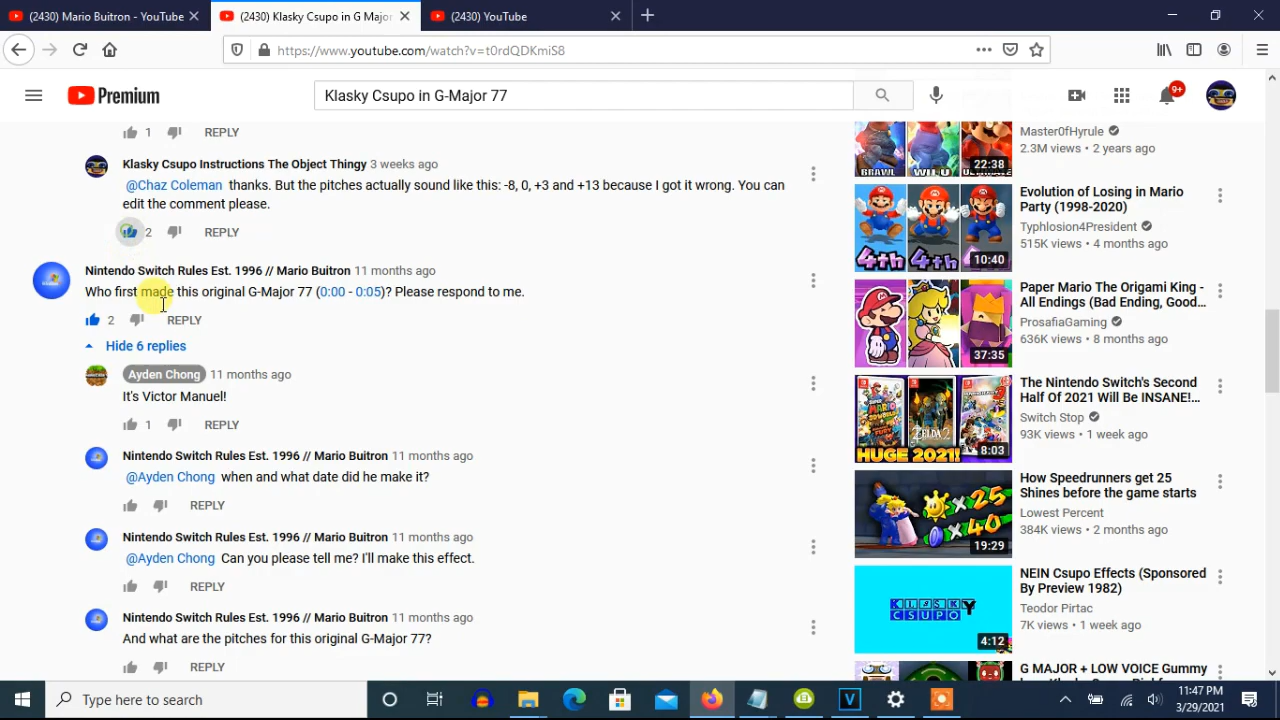 (2430) Mario Buitron - YouTube
(2430) Klasky Csupo in G Major
(2430) YouTube
https://www.youtube.com/watch?v=t0rdQDKmiS8
Premium
Klasky Csupo in G-Major 77
9+
1 REPLY
Klasky Csupo Instructions The Object Thingy 3 weeks ago
@Chaz Coleman thanks. But the pitches actually sound like this: -8, 0, +3 and +13 because I got it wrong. You can
edit the comment please.
2 REPLY
Nintendo Switch Rules Est. 1996 // Mario Buitron 11 months ago
Who first made this original G-Major 77 (0:00 - 0:05)? Please respond to me.
2 REPLY
Hide 6 replies
Ayden Chong 11 months ago
It's Victor Manuel!
1 REPLY
Nintendo Switch Rules Est. 1996 // Mario Buitron 11 months ago
@Ayden Chong when and what date did he make it?
REPLY
Nintendo Switch Rules Est. 1996 // Mario Buitron 11 months ago
@Ayden Chong Can you please tell me? I'll make this effect.
REPLY
Nintendo Switch Rules Est. 1996 // Mario Buitron 11 months ago
And what are the pitches for this original G-Major 77?
REPLY
BRAWL WII U ULTIMATE
22:38
Master0fHyrule
2.3M views • 2 years ago
4th 4th 4th
10:40
Evolution of Losing in Mario
Party (1998-2020)
Typhlosion4President
515K views • 4 months ago
37:35
Paper Mario The Origami King -
All Endings (Bad Ending, Good...
ProsafiaGaming
636K views • 8 months ago
HUGE 2021!
8:03
The Nintendo Switch's Second
Half Of 2021 Will Be INSANE!...
Switch Stop
93K views • 1 week ago
x 25
x 40
19:29
How Speedrunners get 25
Shines before the game starts
Lowest Percent
384K views • 2 months ago
KLASKY
CSUPO
4:12
NEIN Csupo Effects (Sponsored
By Preview 1982)
Teodor Pirtac
7K views • 1 week ago
G MAJOR + LOW VOICE Gummy
Type here to search
11:47 PM
3/29/2021